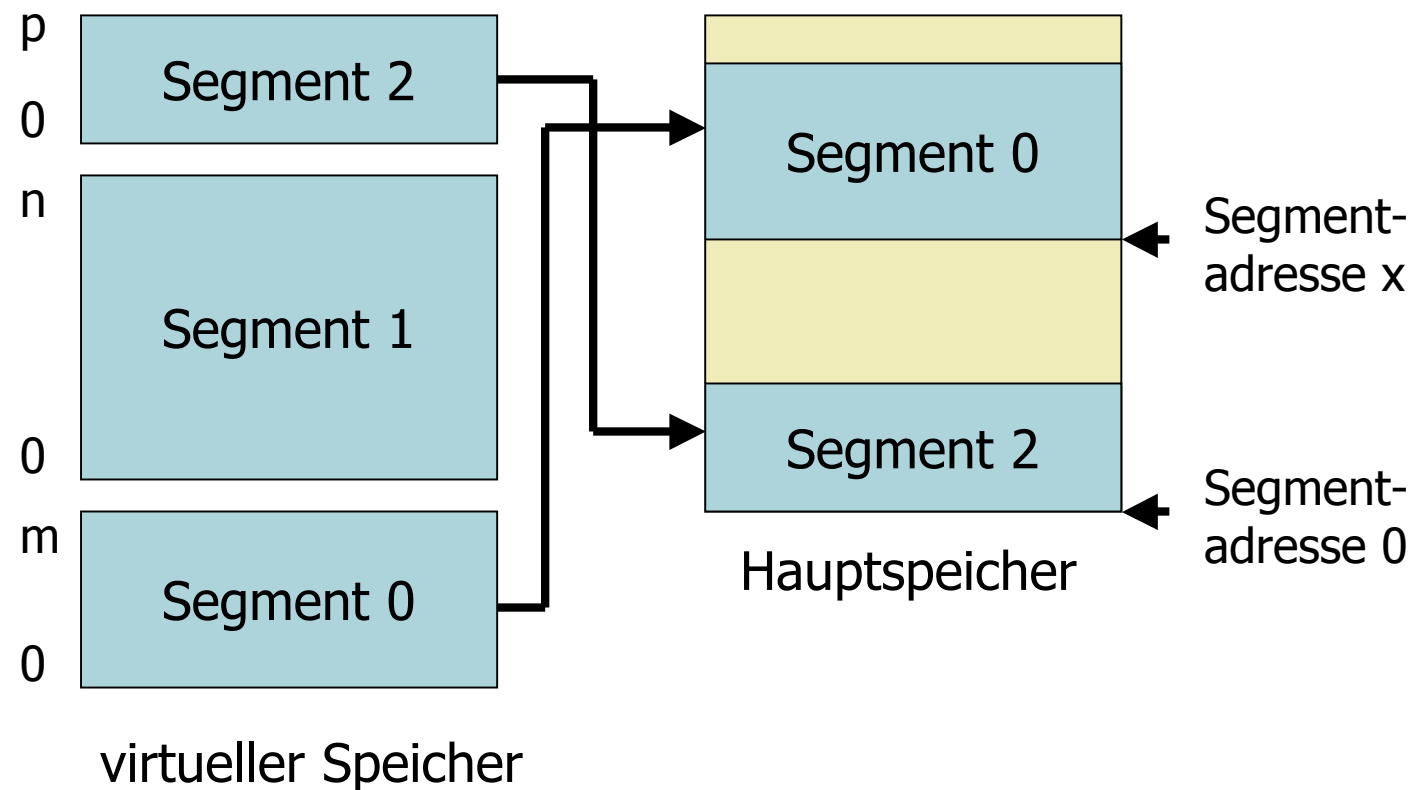 p
Segment 2
0
n
Segment 1
0
m
Segment 0
0
virtueller Speicher
Segment 0
Segment-
adresse x
Segment 2
Segment-
adresse 0
Hauptspeicher